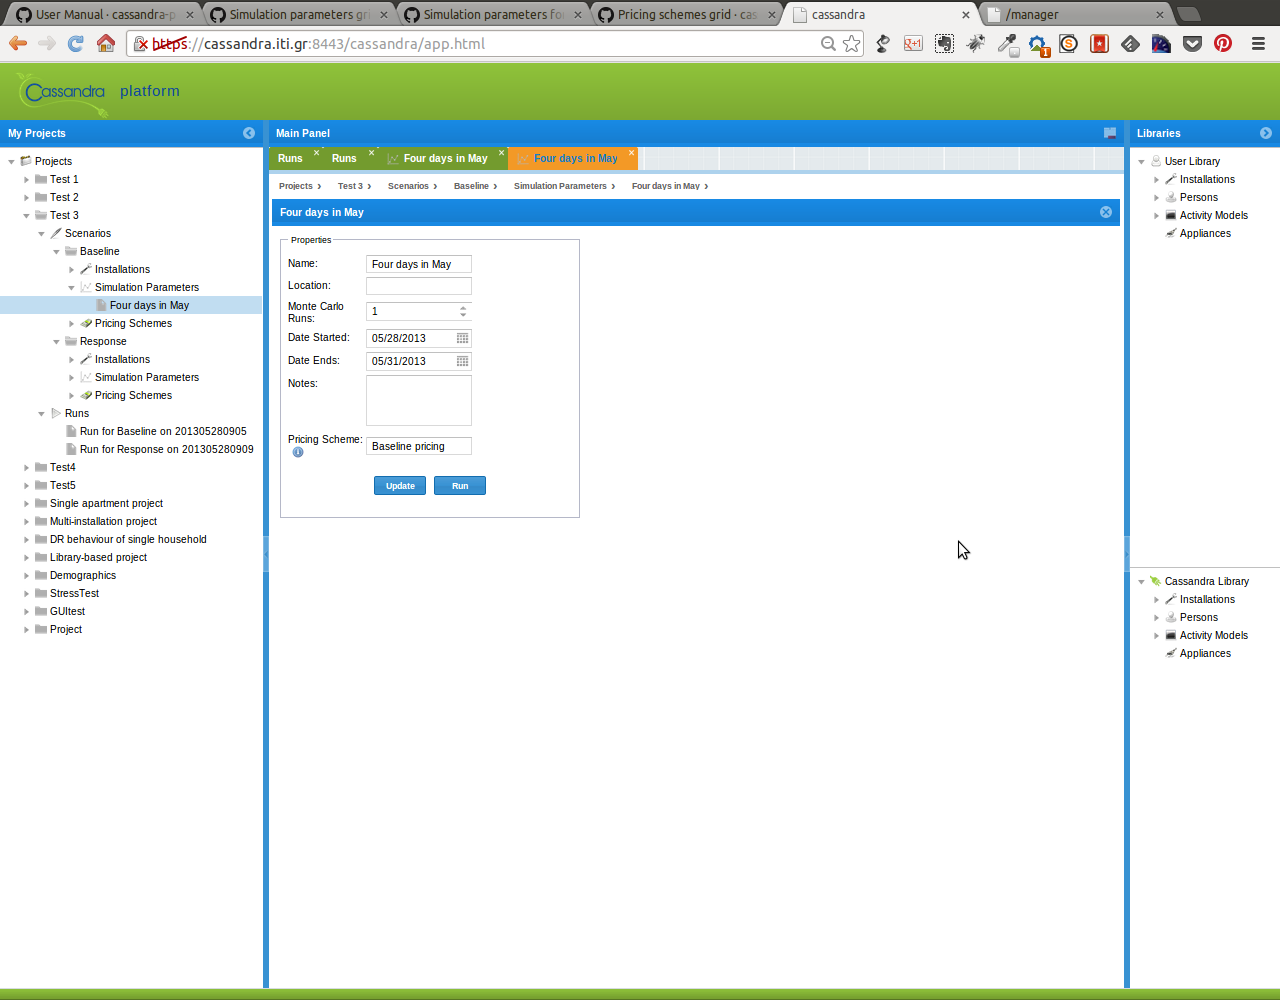 User Manual · cassandra-p
Simulation parameters gri
Simulation parameters fo
Pricing schemes grid · cas
cassandra
/manager
https://cassandra.iti.gr:8443/cassandra/app.html
Cassandra platform
My Projects
Projects
Test 1
Test 2
Test 3
Scenarios
Baseline
Installations
Simulation Parameters
Four days in May
Pricing Schemes
Response
Installations
Simulation Parameters
Pricing Schemes
Runs
Run for Baseline on 201305280905
Run for Response on 201305280909
Test4
Test5
Single apartment project
Multi-installation project
DR behaviour of single household
Library-based project
Demographics
StressTest
GUItest
Project
Main Panel
Runs
Runs
Four days in May
Four days in May
Projects › Test 3 › Scenarios › Baseline › Simulation Parameters › Four days in May ›
Four days in May
Properties
Name: Four days in May
Location:
Monte Carlo
Runs: 1
Date Started: 05/28/2013
Date Ends: 05/31/2013
Notes:
Pricing Scheme: Baseline pricing
Update Run
Libraries
User Library
Installations
Persons
Activity Models
Appliances
Cassandra Library
Installations
Persons
Activity Models
Appliances